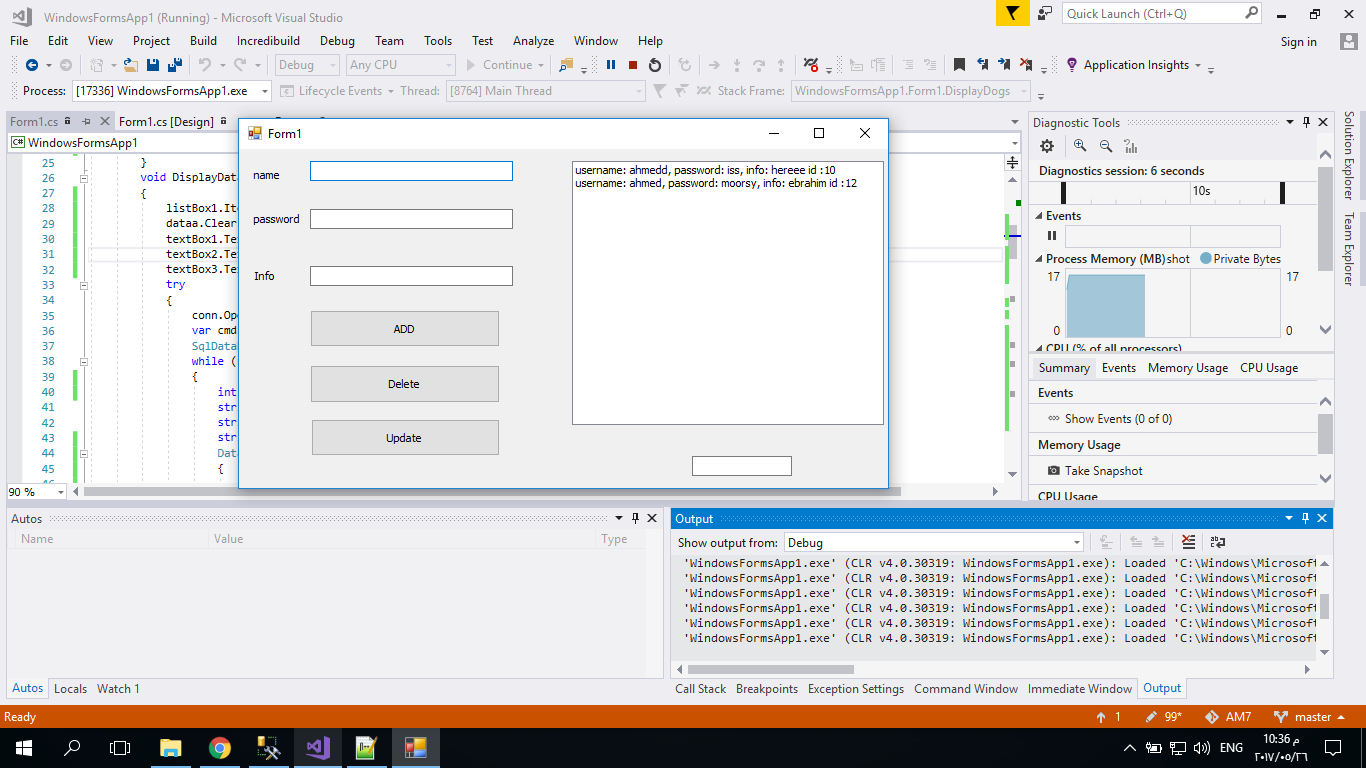 WindowsFormsApp1 (Running) - Microsoft Visual Studio
Quick Launch (Ctrl+Q)
File Edit View Project Build Incredibuild Debug Team Tools Test Analyze Window Help
Sign in
Debug Any CPU Continue Application Insights
Process: [17336] WindowsFormsApp1.exe Lifecycle Events Thread: [8764] Main Thread Stack Frame: WindowsFormsApp1.Form1.DisplayDogs
Form1.cs Form1.cs [Design]
C# WindowsFormsApp1
25 }
26 void DisplayData
27 {
28 listBox1.Ite
29 dataa.Clear
30 textBox1.Te
31 textBox2.Te
32 textBox3.Te
33 try
34 {
35 conn.Ope
36 var cmd
37 SqlData
38 while (
39 {
40 int
41 str
42 str
43 str
44 Data
45 {
90 %
Form1
name
password
Info
ADD
Delete
Update
username: ahmedd, password: iss, info: hereee id :10
username: ahmed, password: moorsy, info: ebrahim id :12
Diagnostic Tools
Diagnostics session: 6 seconds
10s
Events
Process Memory (MB) shot Private Bytes
17 17
0 0
CPU (% of all processors)
Summary Events Memory Usage CPU Usage
Events
Show Events (0 of 0)
Memory Usage
Take Snapshot
CPU Usage
Solution Explorer
Team Explorer
Autos
Name Value Type
Autos Locals Watch 1
Output
Show output from: Debug
'WindowsFormsApp1.exe' (CLR v4.0.30319: WindowsFormsApp1.exe): Loaded 'C:\Windows\Microsoft
'WindowsFormsApp1.exe' (CLR v4.0.30319: WindowsFormsApp1.exe): Loaded 'C:\Windows\Microsoft
'WindowsFormsApp1.exe' (CLR v4.0.30319: WindowsFormsApp1.exe): Loaded 'C:\Windows\Microsoft
'WindowsFormsApp1.exe' (CLR v4.0.30319: WindowsFormsApp1.exe): Loaded 'C:\Windows\Microsoft
'WindowsFormsApp1.exe' (CLR v4.0.30319: WindowsFormsApp1.exe): Loaded 'C:\Windows\Microsoft
'WindowsFormsApp1.exe' (CLR v4.0.30319: WindowsFormsApp1.exe): Loaded 'C:\Windows\Microsoft
Call Stack Breakpoints Exception Settings Command Window Immediate Window Output
Ready
1 99* AM7 master
ENG
10:36 م
٢٠١٧/٠٥/٢٦